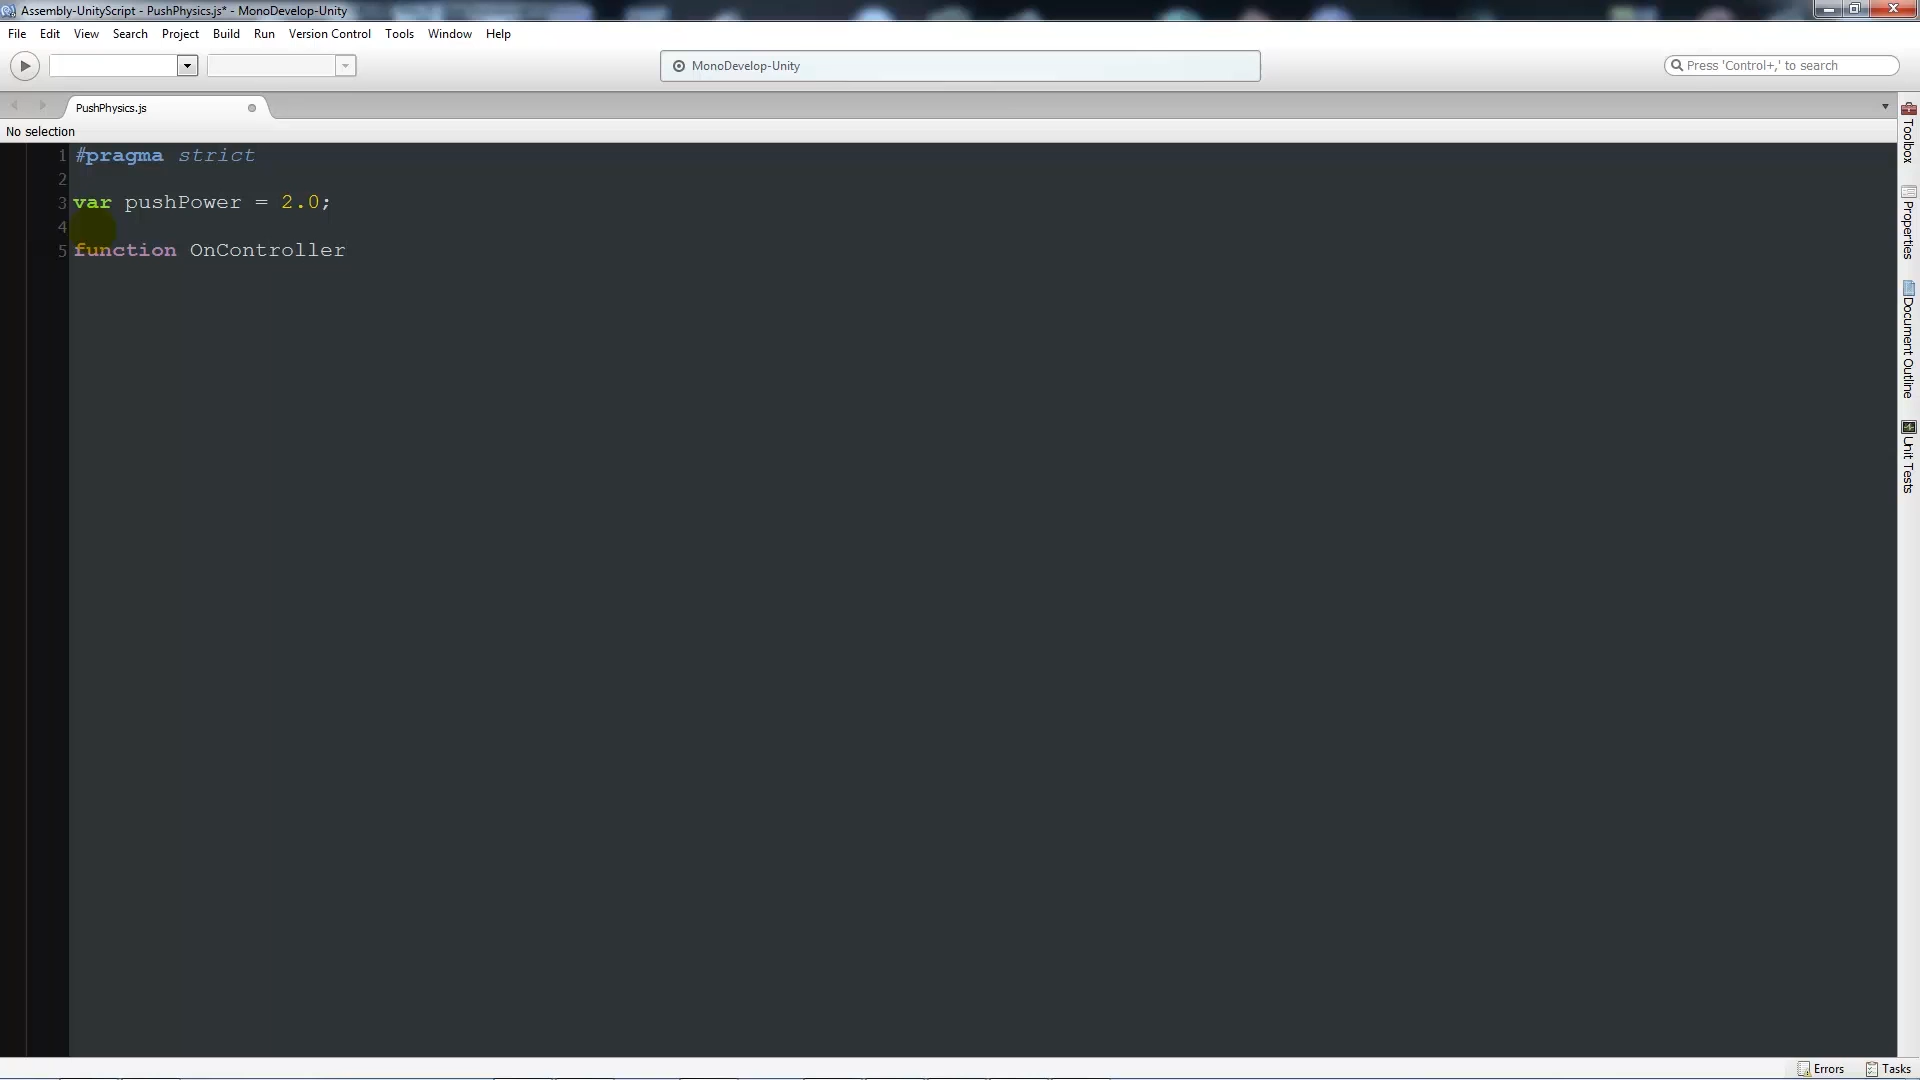 Assembly-UnityScript - PushPhysics.js* - MonoDevelop-Unity
File Edit View Search Project Build Run Version Control Tools Window Help
MonoDevelop-Unity
Press 'Control+,' to search
PushPhysics.js
No selection
1 #pragma strict
2
3 var pushPower = 2.0;
4
5 function OnController
Toolbox
Properties
Document Outline
Unit Tests
Errors Tasks